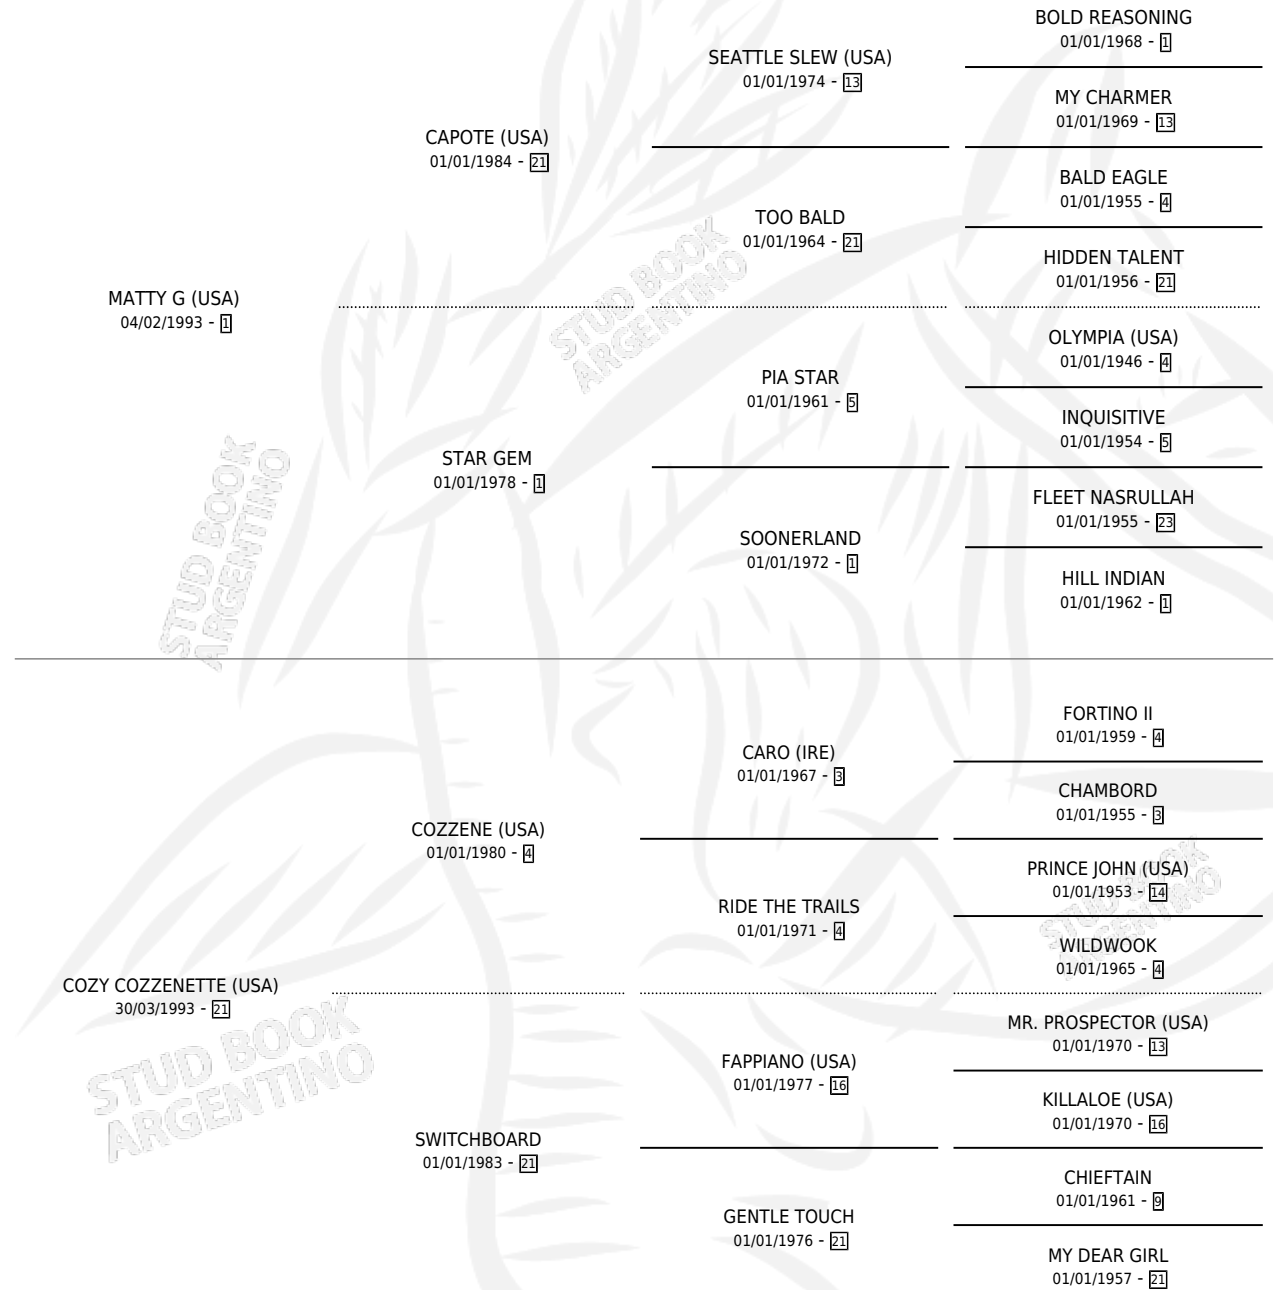 BOLD REASONING
01/01/1968 - 1
SEATTLE SLEW (USA)
01/01/1974 - 13
MY CHARMER
01/01/1969 - 13
CAPOTE (USA)
01/01/1984 - 21
BALD EAGLE
01/01/1955 - 4
TOO BALD
01/01/1964 - 21
HIDDEN TALENT
01/01/1956 - 21
MATTY G (USA)
04/02/1993 - 1
OLYMPIA (USA)
01/01/1946 - 4
PIA STAR
01/01/1961 - 5
INQUISITIVE
01/01/1954 - 5
STAR GEM
01/01/1978 - 1
FLEET NASRULLAH
01/01/1955 - 23
SOONERLAND
01/01/1972 - 1
HILL INDIAN
01/01/1962 - 1
FORTINO II
01/01/1959 - 4
CARO (IRE)
01/01/1967 - 3
CHAMBORD
01/01/1955 - 3
COZZENE (USA)
01/01/1980 - 4
PRINCE JOHN (USA)
01/01/1953 - 14
RIDE THE TRAILS
01/01/1971 - 4
WILDWOOK
01/01/1965 - 4
COZY COZZENETTE (USA)
30/03/1993 - 21
MR. PROSPECTOR (USA)
01/01/1970 - 13
FAPPIANO (USA)
01/01/1977 - 16
KILLALOE (USA)
01/01/1970 - 16
SWITCHBOARD
01/01/1983 - 21
CHIEFTAIN
01/01/1961 - 9
GENTLE TOUCH
01/01/1976 - 21
MY DEAR GIRL
01/01/1957 - 21
STUD BOOK
ARGENTINO
STUD BOOK
ARGENTINO
STUD BOOK
ARGENTINO
STUD BOOK
ARGENTINO